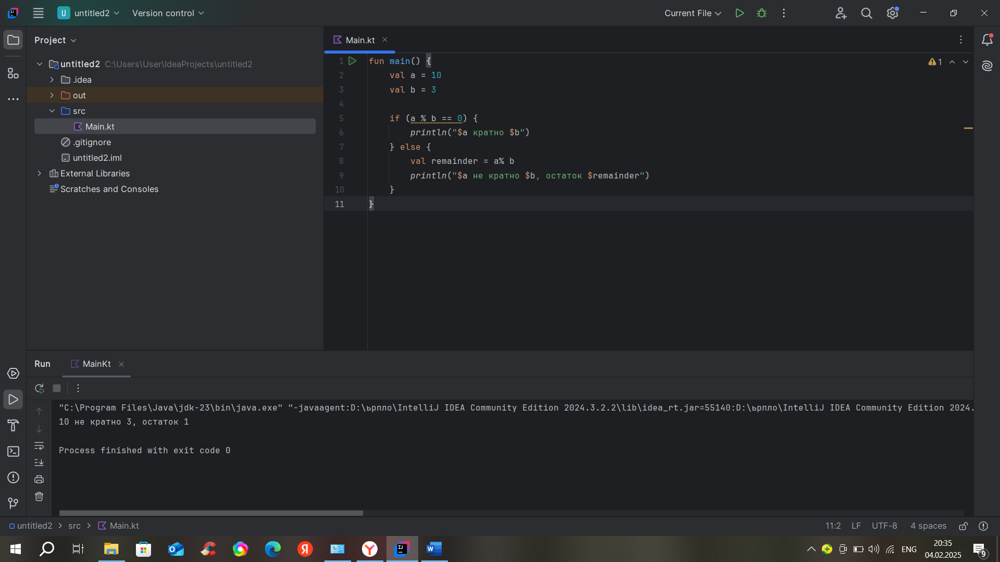 untitled2 Version control Current File
Project
Main.kt
untitled2 C:\Users\User\IdeaProjects\untitled2
.idea
out
src
Main.kt
.gitignore
untitled2.iml
External Libraries
Scratches and Consoles
1 fun main() {
2 val a = 10
3 val b = 3
4
5 if (a % b == 0) {
6 println("$a кратно $b")
7 } else {
8 val remainder = a% b
9 println("$a не кратно $b, остаток $remainder")
10 }
11 }
1
Run MainKt
"C:\Program Files\Java\jdk-23\bin\java.exe" "-javaagent:D:\ьрпло\IntelliJ IDEA Community Edition 2024.3.2.2\lib\idea_rt.jar=55140:D:\ьрпло\IntelliJ IDEA Community Edition 2024.
10 не кратно 3, остаток 1
Process finished with exit code 0
untitled2 > src > Main.kt 11:2 LF UTF-8 4 spaces
ENG 20:35
04.02.2025
9